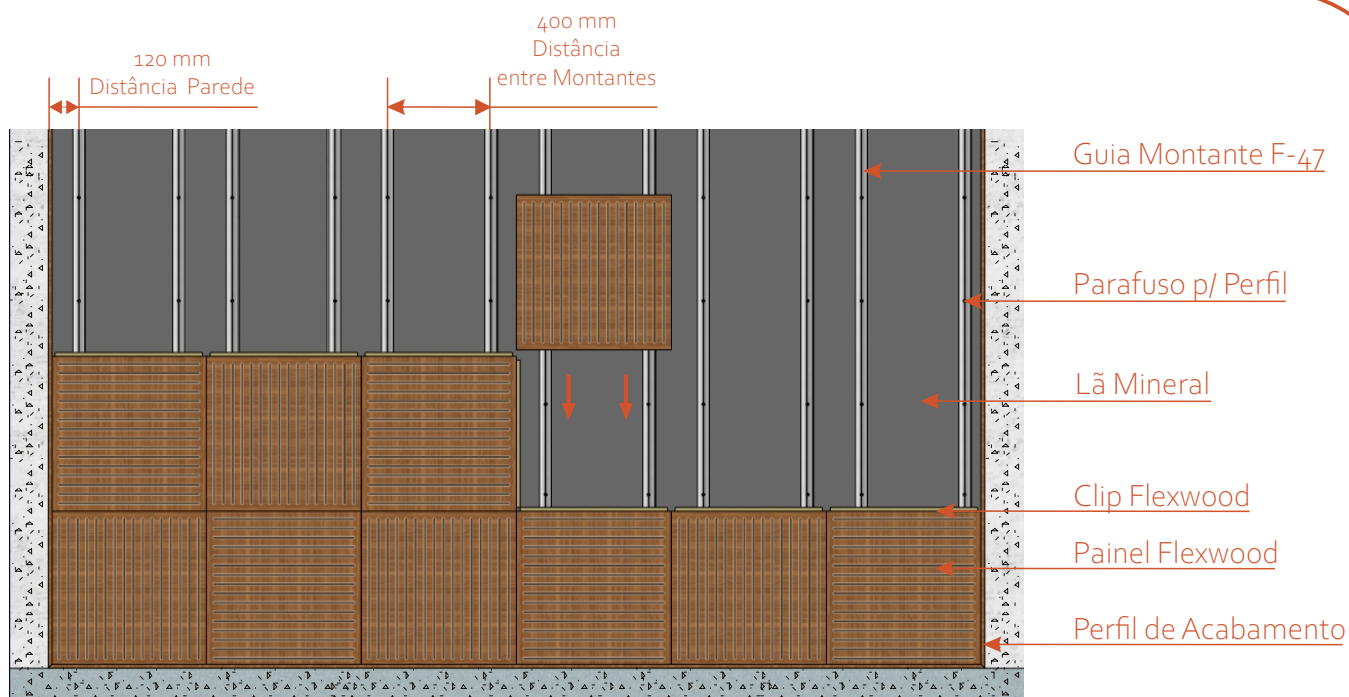 400 mm
Distância
entre Montantes
120 mm
Distância Parede
Guia Montante F-47
Parafuso p/ Perfil
Lã Mineral
Clip Flexwood
Painel Flexwood
Perfil de Acabamento